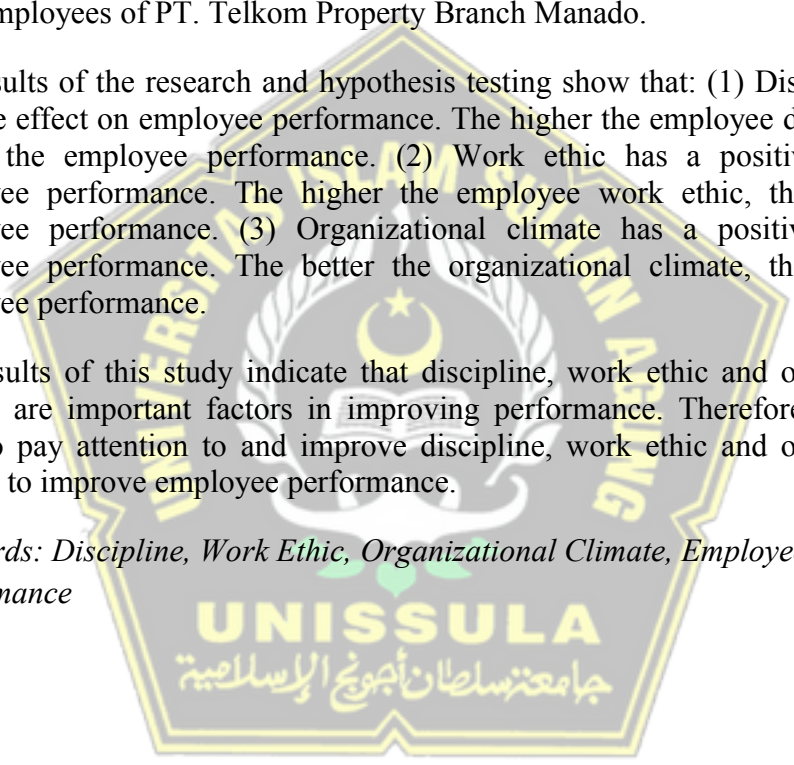 mployees of PT. Telkom Property Branch Manado.
sults of the research and hypothesis testing show that: (1) Dis
e effect on employee performance. The higher the employee d
the employee performance. (2) Work ethic has a positiv
ee performance. The higher the employee work ethic, th
ee performance. (3) Organizational climate has a positiv
ee performance. The better the organizational climate, th
ee performance.
sults of this study indicate that discipline, work ethic and o
are important factors in improving performance. Therefore
o pay attention to and improve discipline, work ethic and o
to improve employee performance.
rds: Discipline, Work Ethic, Organizational Climate, Employe
mance
UNIVERSITAS ISLAM SULTAN AGUNG
UNISSULA
جامعة سلطان أجونج الإسلامية